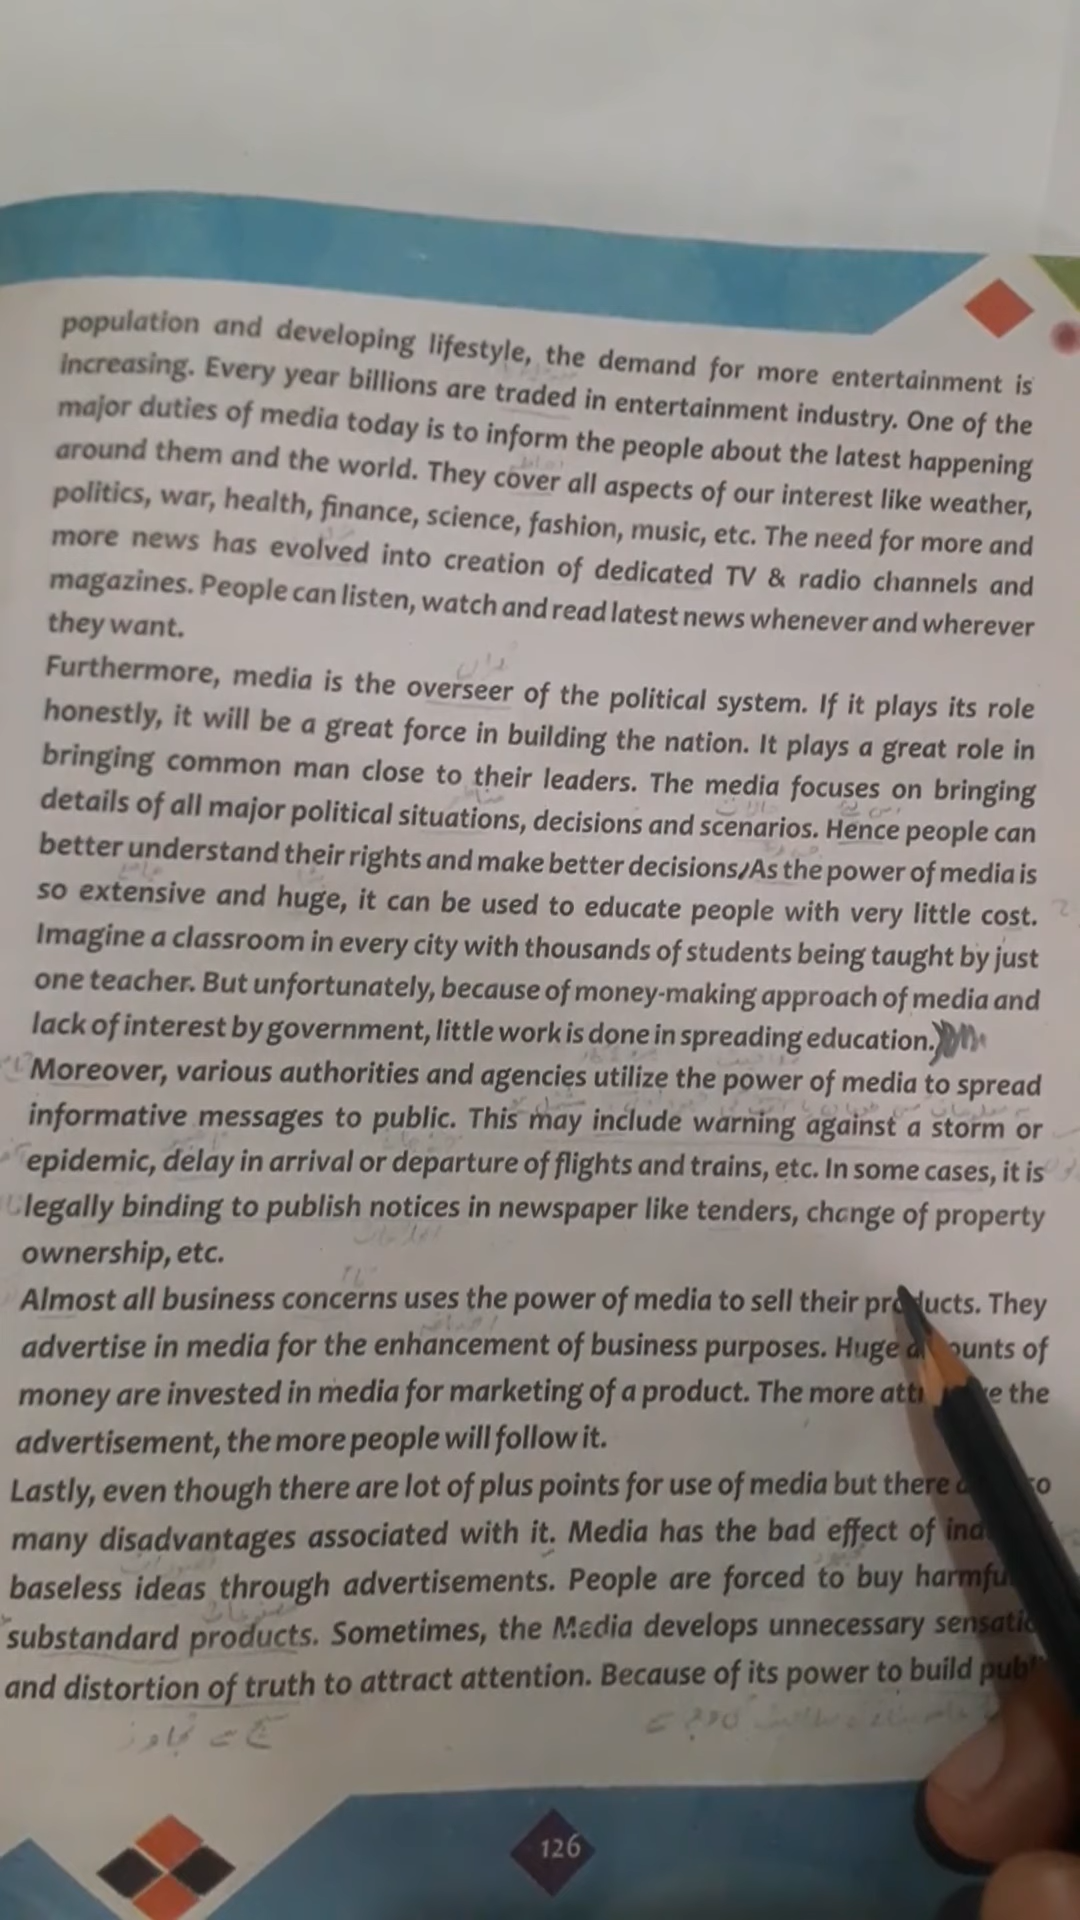 population and developing lifestyle, the demand for more entertainment is
increasing. Every year billions are traded in entertainment industry. One of the
major duties of media today is to inform the people about the latest happening
around them and the world. They cover all aspects of our interest like weather,
politics, war, health, finance, science, fashion, music, etc. The need for more and
more news has evolved into creation of dedicated TV & radio channels and
magazines. People can listen, watch and read latest news whenever and wherever
they want.
Furthermore, media is the overseer of the political system. If it plays its role
honestly, it will be a great force in building the nation. It plays a great role in
bringing common man close to their leaders. The media focuses on bringing
details of all major political situations, decisions and scenarios. Hence people can
better understand their rights and make better decisions. As the power of media is
so extensive and huge, it can be used to educate people with very little cost.
Imagine a classroom in every city with thousands of students being taught by just
one teacher. But unfortunately, because of money-making approach of media and
lack of interest by government, little work is done in spreading education.
Moreover, various authorities and agencies utilize the power of media to spread
informative messages to public. This may include warning against a storm or
epidemic, delay in arrival or departure of flights and trains, etc. In some cases, it is
legally binding to publish notices in newspaper like tenders, change of property
ownership, etc.
Almost all business concerns uses the power of media to sell their products. They
advertise in media for the enhancement of business purposes. Huge amounts of
money are invested in media for marketing of a product. The more the
advertisement, the more people will follow it.
Lastly, even though there are lot of plus points for use of media but there
many disadvantages associated with it. Media has the bad effect of
baseless ideas through advertisements. People are forced to buy
substandard products. Sometimes, the Media develops unnecessary
and distortion of truth to attract attention. Because of its power to build
سچ سے تجاوز
126